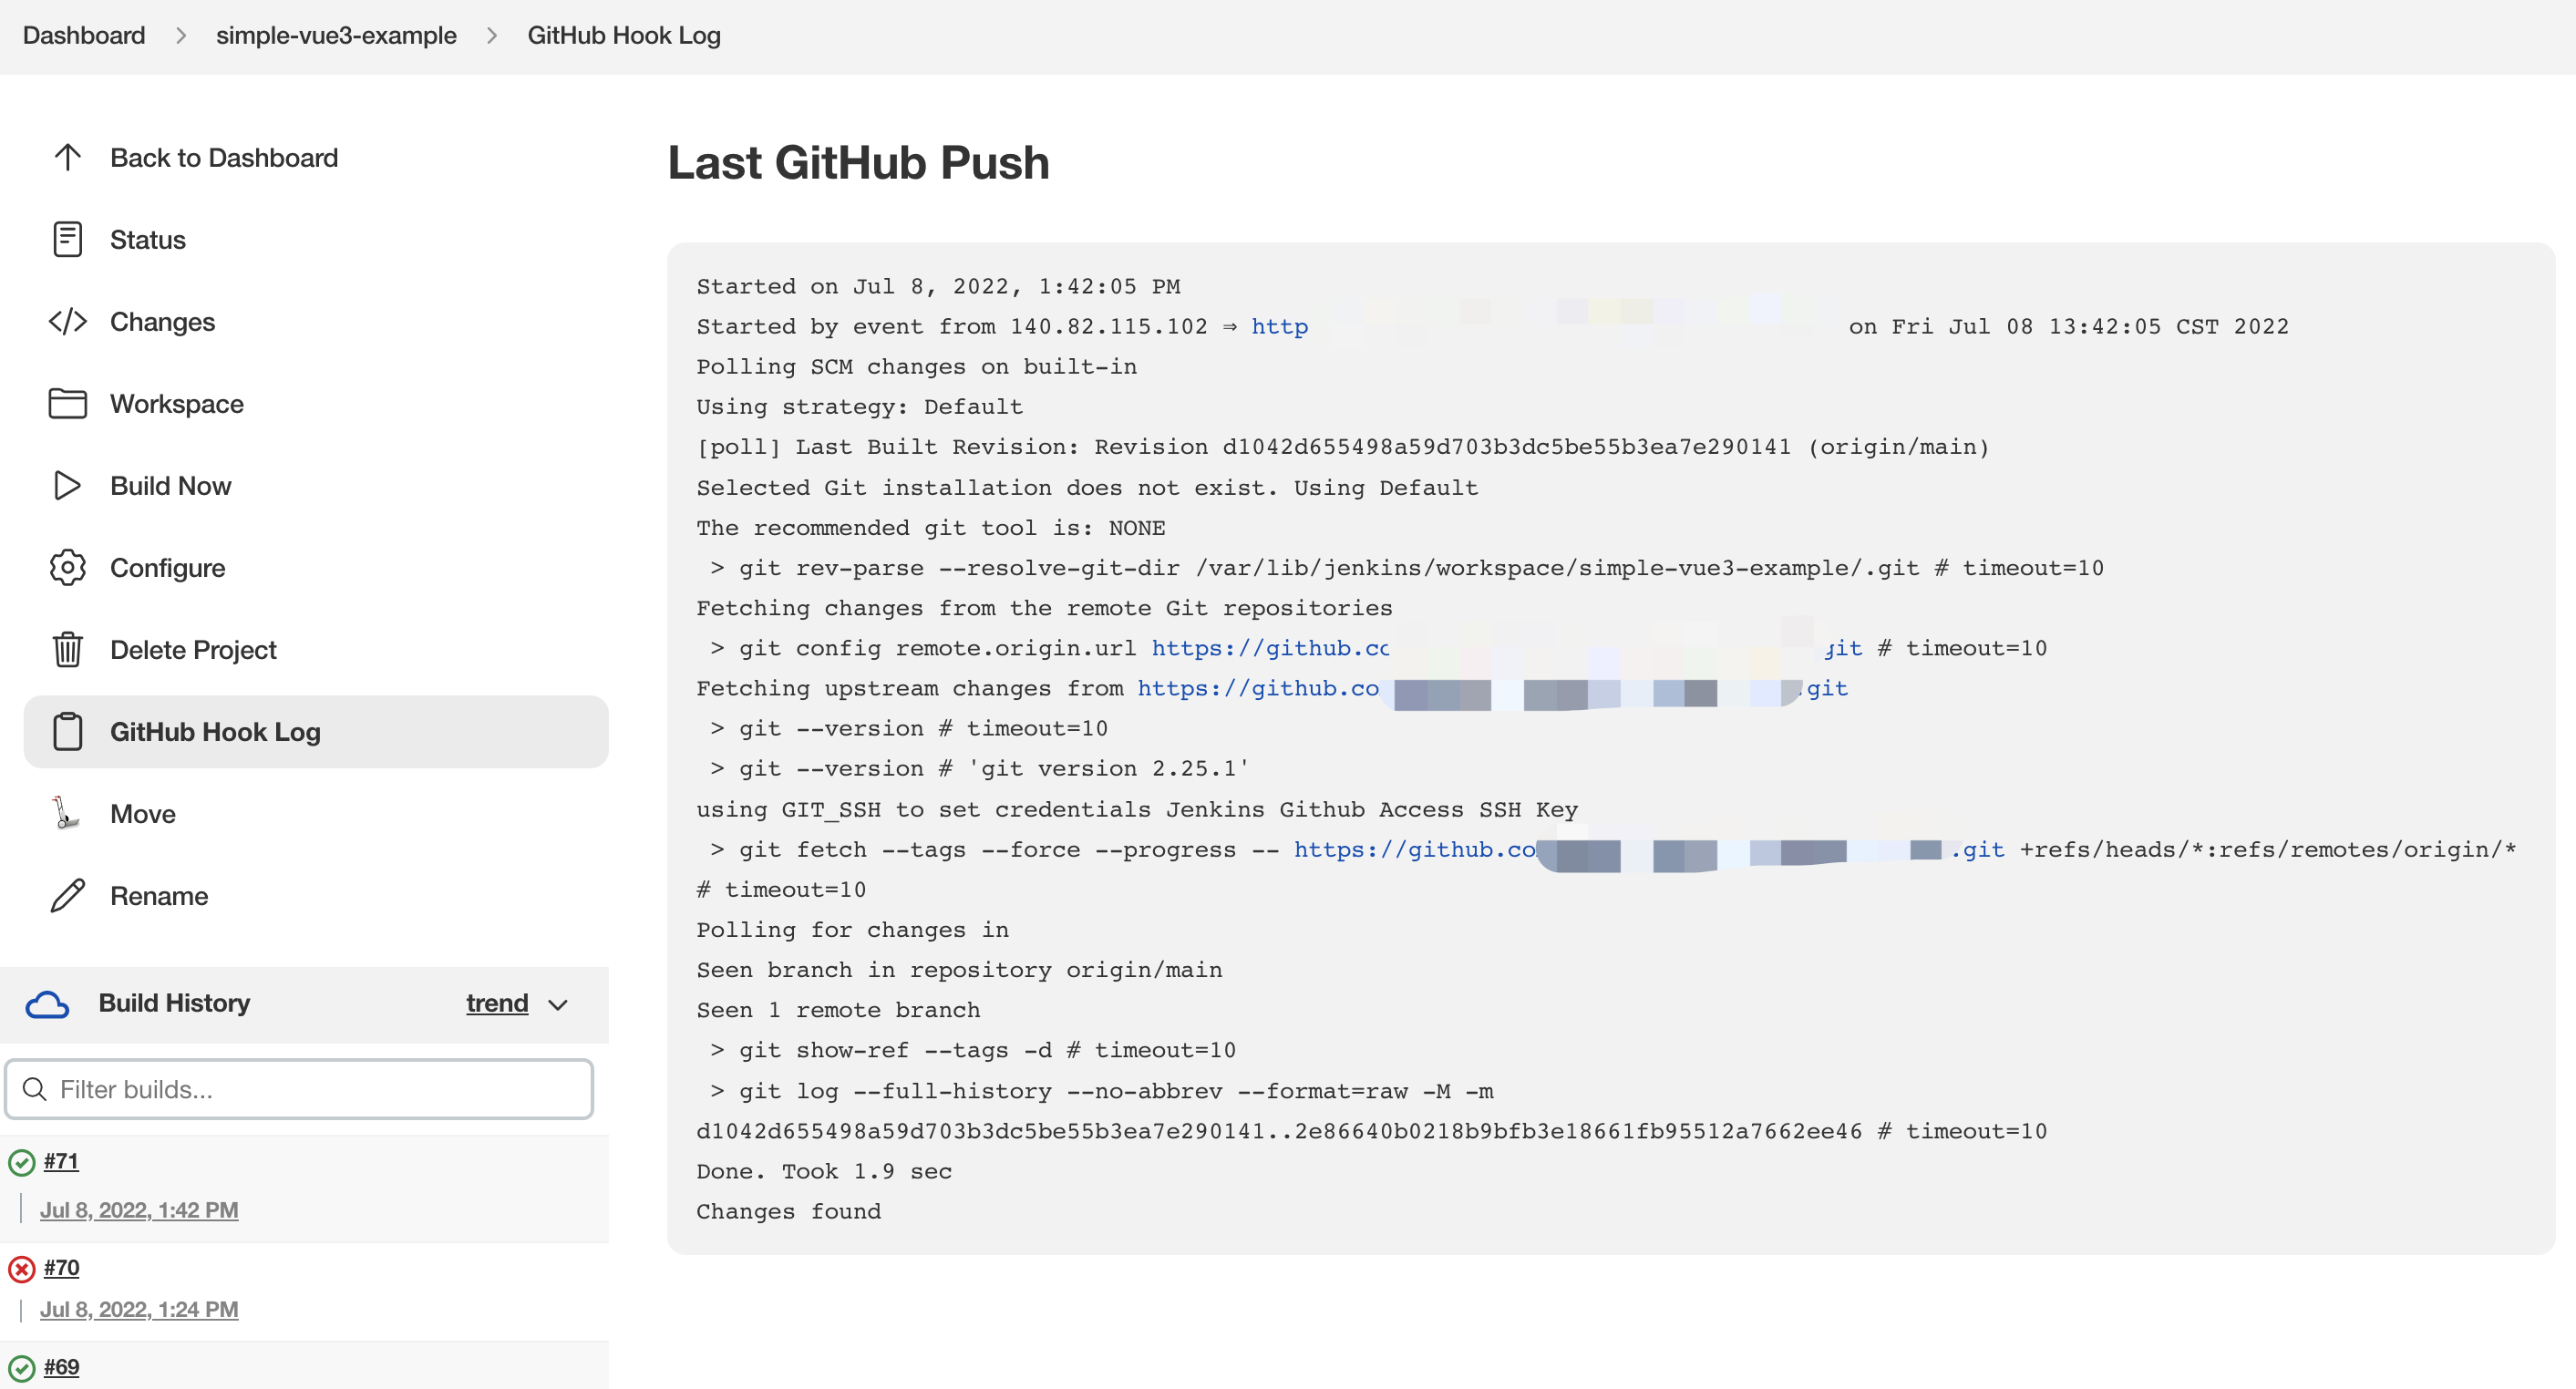 Dashboard > simple-vue3-example > GitHub Hook Log
Back to Dashboard
Status
Changes
Workspace
Build Now
Configure
Delete Project
GitHub Hook Log
Move
Rename
Build History trend
Filter builds...
#71
Jul 8, 2022, 1:42 PM
#70
Jul 8, 2022, 1:24 PM
#69
Last GitHub Push
Started on Jul 8, 2022, 1:42:05 PM
Started by event from 140.82.115.102 ⇒ http on Fri Jul 08 13:42:05 CST 2022
Polling SCM changes on built-in
Using strategy: Default
[poll] Last Built Revision: Revision d1042d655498a59d703b3dc5be55b3ea7e290141 (origin/main)
Selected Git installation does not exist. Using Default
The recommended git tool is: NONE
> git rev-parse --resolve-git-dir /var/lib/jenkins/workspace/simple-vue3-example/.git # timeout=10
Fetching changes from the remote Git repositories
> git config remote.origin.url https://github.co git # timeout=10
Fetching upstream changes from https://github.co .git
> git --version # timeout=10
> git --version # 'git version 2.25.1'
using GIT_SSH to set credentials Jenkins Github Access SSH Key
> git fetch --tags --force --progress -- https://github.co .git +refs/heads/*:refs/remotes/origin/*
# timeout=10
Polling for changes in
Seen branch in repository origin/main
Seen 1 remote branch
> git show-ref --tags -d # timeout=10
> git log --full-history --no-abbrev --format=raw -M -m
d1042d655498a59d703b3dc5be55b3ea7e290141..2e86640b0218b9bfb3e18661fb95512a7662ee46 # timeout=10
Done. Took 1.9 sec
Changes found